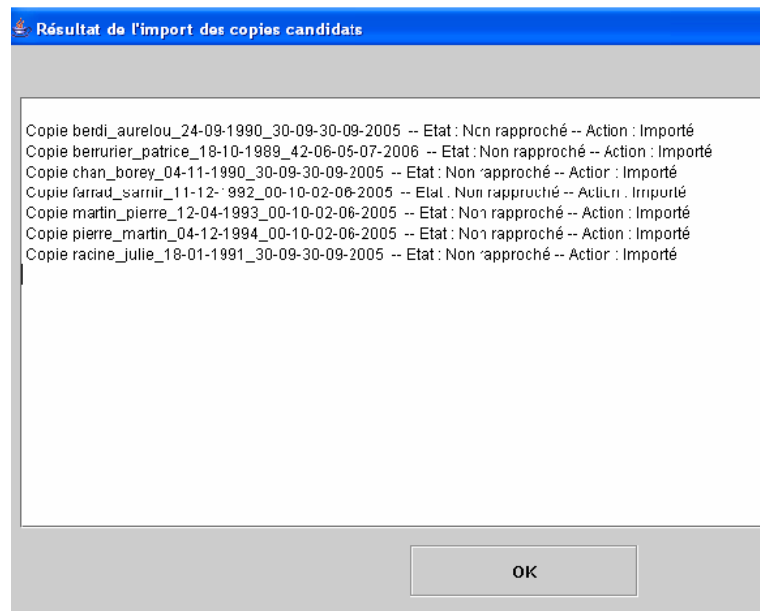 Résultat de l'import des copies candidats
Copie berdi_aurelou_24-09-1990_30-09-30-09-2005 -- Etat : Non rapproché -- Action : Importé
Copie berrurier_patrice_18-10-1989_42-06-05-07-2006 -- Etat : Non rapproché -- Action : Importé
Copie chan_borey_04-11-1990_30-09-30-09-2005 -- Etat : Non rapproché -- Action : Importé
Copie farrad_samir_11-12-1992_00-10-02-06-2005 -- Etat : Non rapproché -- Action : Importé
Copie martin_pierre_12-04-1993_00-10-02-06-2005 -- Etat : Non rapproché -- Action : Importé
Copie pierre_martin_04-12-1994_00-10-02-06-2005 -- Etat : Non rapproché -- Action : Importé
Copie racine_julie_18-01-1991_30-09-30-09-2005 -- Etat : Non rapproché -- Action : Importé
OK